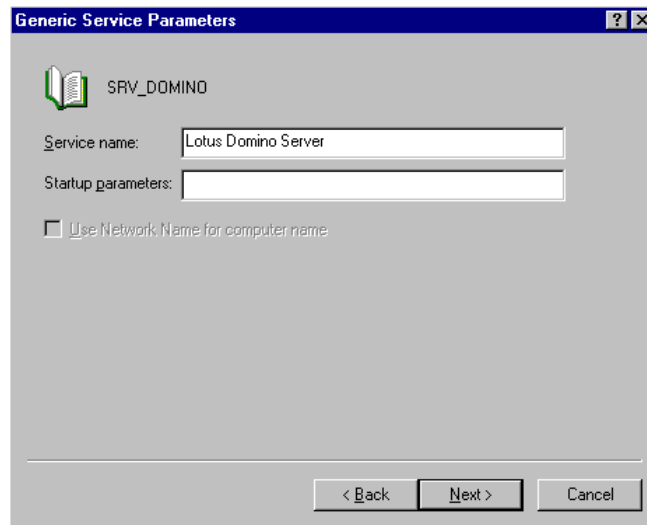 Generic Service Parameters
SRV_DOMINO
Service name: Lotus Domino Server
Startup parameters:
Use Network Name for computer name
< Back Next > Cancel